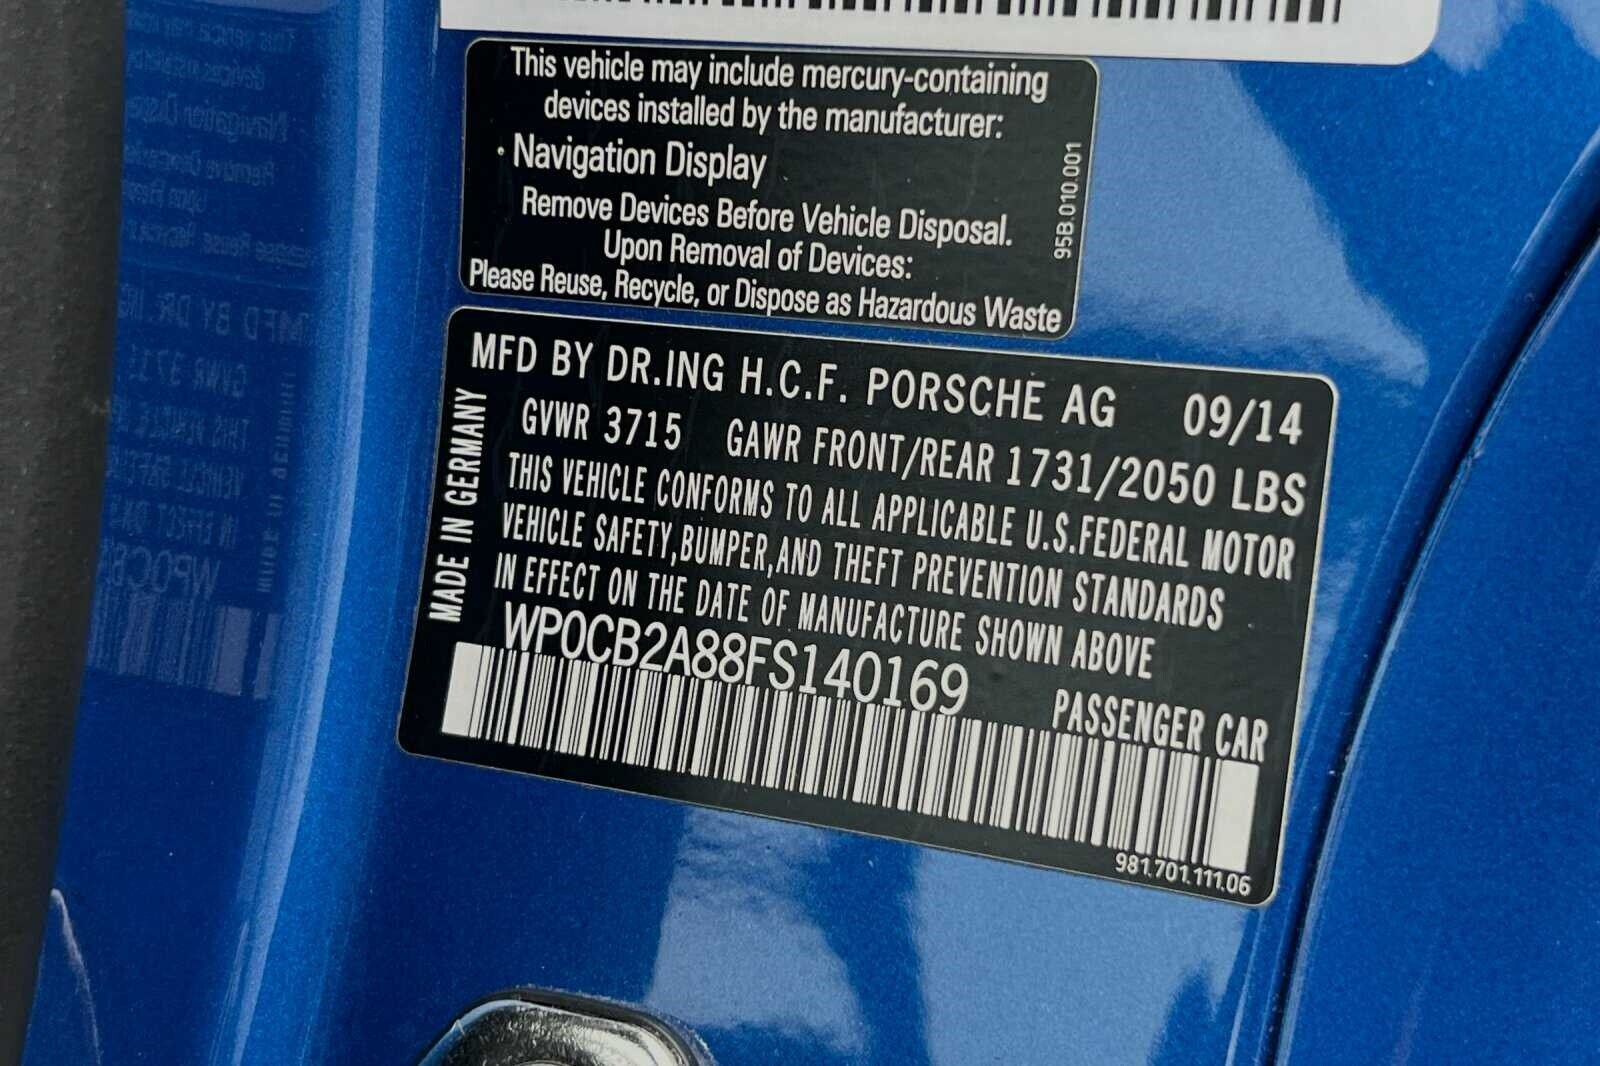 This vehicle may include mercury-containing
devices installed by the manufacturer:
· Navigation Display
Remove Devices Before Vehicle Disposal.
Upon Removal of Devices:
Please Reuse, Recycle, or Dispose as Hazardous Waste
95B.010.001
MFD BY DR.ING H.C.F. PORSCHE AG 09/14
GVWR 3715 GAWR FRONT/REAR 1731/2050 LBS
THIS VEHICLE CONFORMS TO ALL APPLICABLE U.S.FEDERAL MOTOR
VEHICLE SAFETY,BUMPER,AND THEFT PREVENTION STANDARDS
IN EFFECT ON THE DATE OF MANUFACTURE SHOWN ABOVE
WP0CB2A88FS140169
PASSENGER CAR
MADE IN GERMANY
981.701.111.06